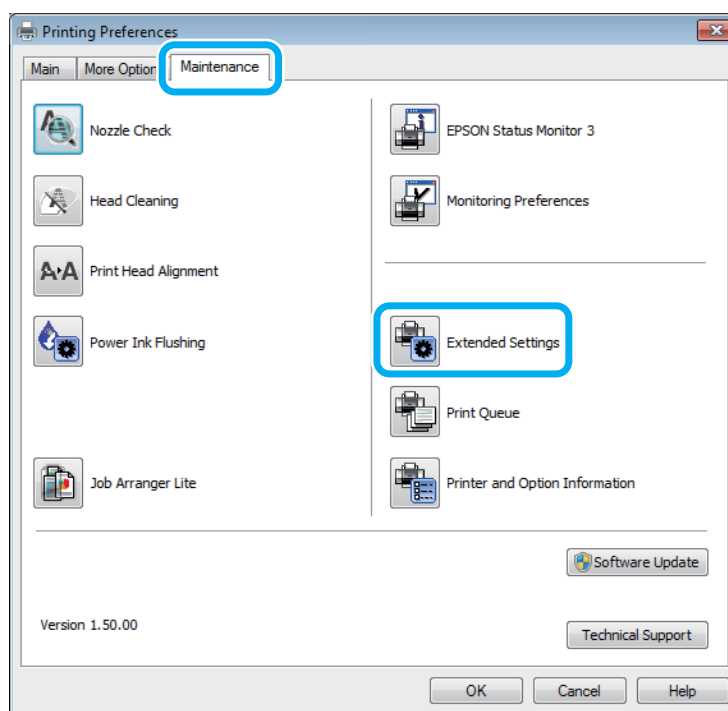 Printing Preferences
Main More Option Maintenance
Nozzle Check
EPSON Status Monitor 3
Head Cleaning
Monitoring Preferences
A A Print Head Alignment
Power Ink Flushing
Extended Settings
Print Queue
Job Arranger Lite
Printer and Option Information
Software Update
Version 1.50.00
Technical Support
OK Cancel Help